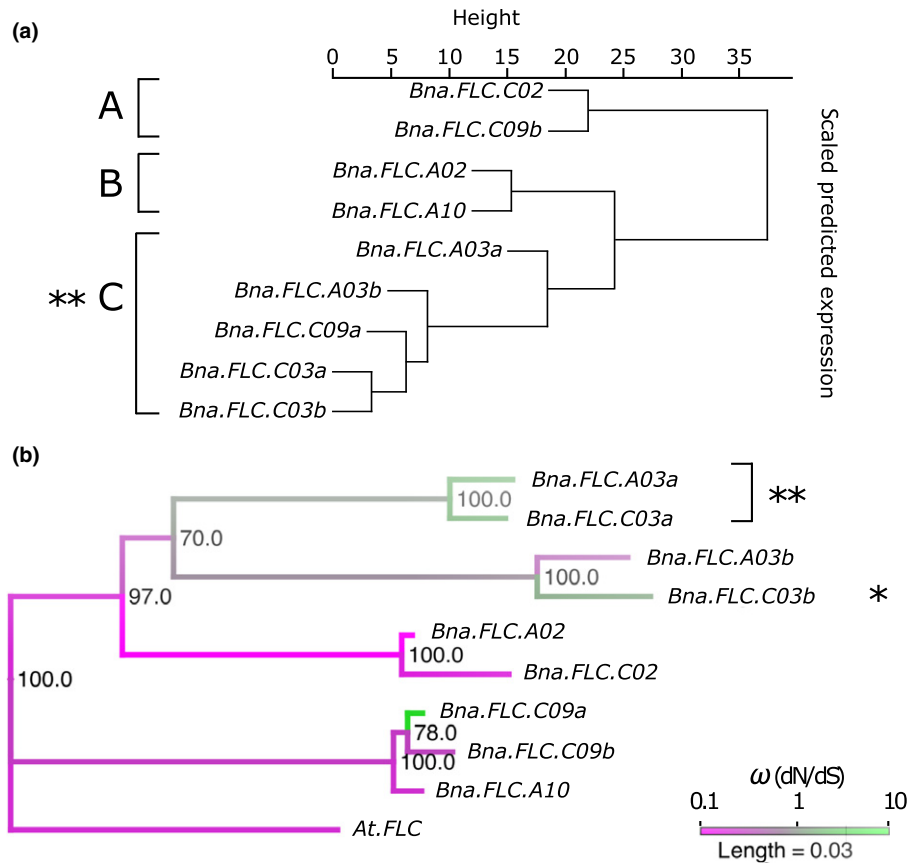 (a)
Height
0 5 10 15 20 25 30 35
A
Bna.FLC.C02
Bna.FLC.C09b
B
Bna.FLC.A02
Bna.FLC.A10
** C
Bna.FLC.A03a
Bna.FLC.A03b
Bna.FLC.C09a
Bna.FLC.C03a
Bna.FLC.C03b
Scaled predicted expression
(b)
Bna.FLC.A03a
100.0
**
Bna.FLC.C03a
70.0
Bna.FLC.A03b
100.0
Bna.FLC.C03b *
97.0
Bna.FLC.A02
100.0
Bna.FLC.C02
100.0
Bna.FLC.C09a
78.0
Bna.FLC.C09b
100.0
Bna.FLC.A10
At.FLC
ω (dN/dS)
0.1 1 10
Length = 0.03